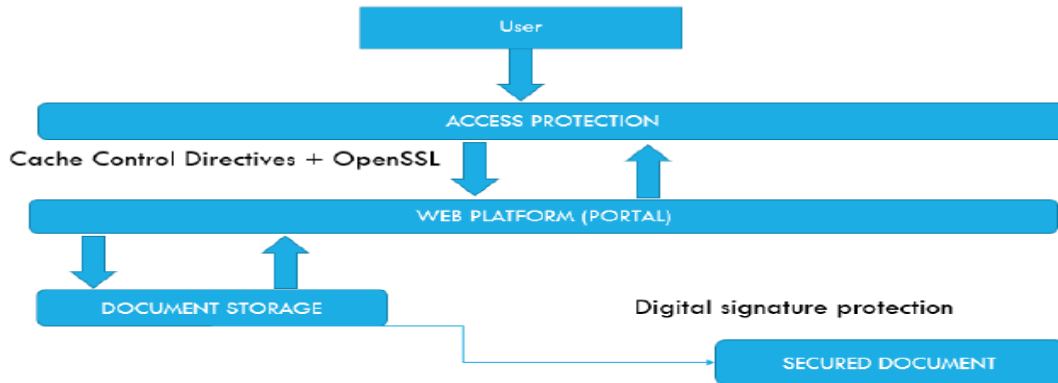 User
ACCESS PROTECTION
Cache Control Directives + OpenSSL
WEB PLATFORM (PORTAL)
DOCUMENT STORAGE
Digital signature protection
SECURED DOCUMENT